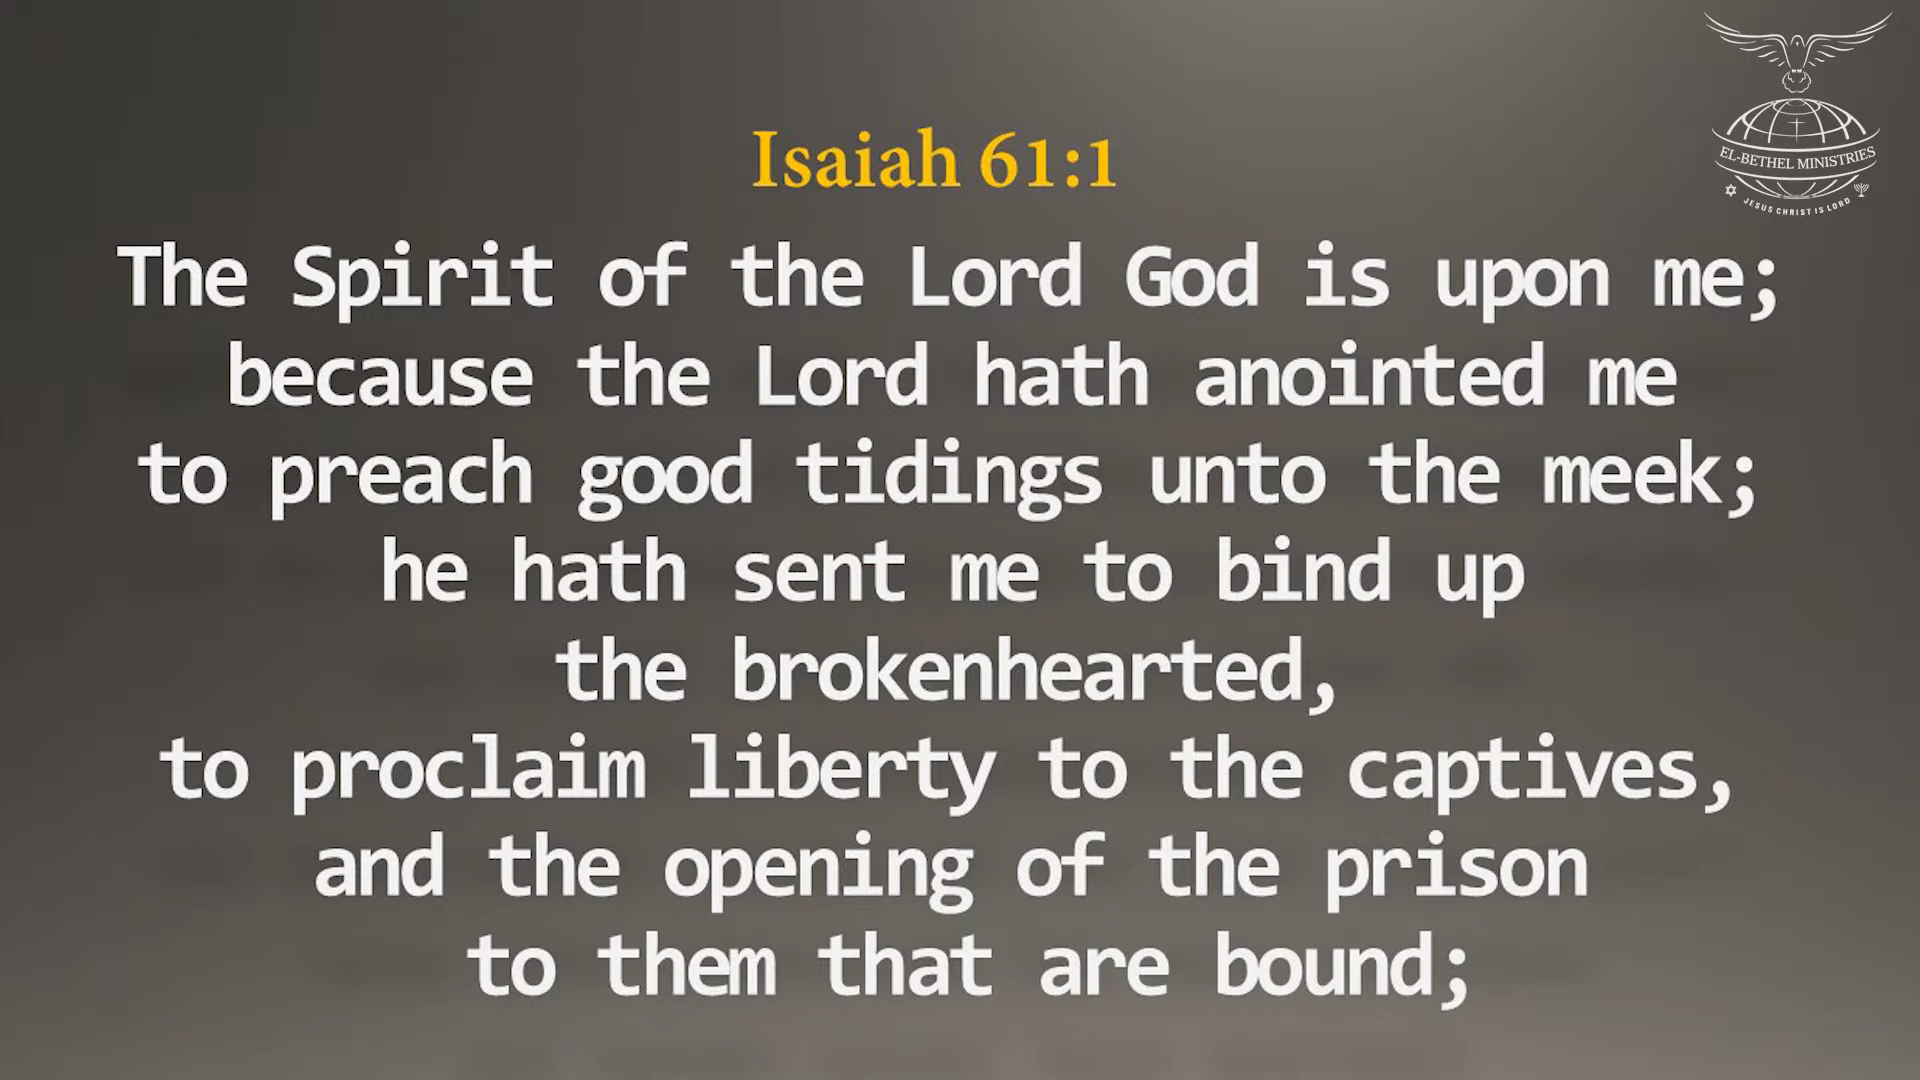 EL-BETHEL MINISTRIES
JESUS CHRIST IS LORD
Isaiah 61:1
The Spirit of the Lord God is upon me;
because the Lord hath anointed me
to preach good tidings unto the meek;
he hath sent me to bind up
the brokenhearted,
to proclaim liberty to the captives,
and the opening of the prison
to them that are bound;